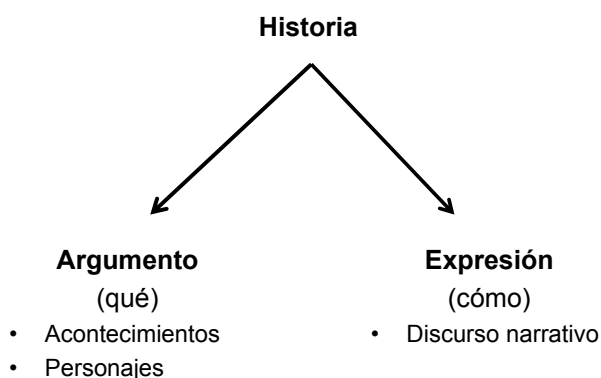 Historia
Argumento
(qué)
• Acontecimientos
• Personajes
Expresión
(cómo)
• Discurso narrativo